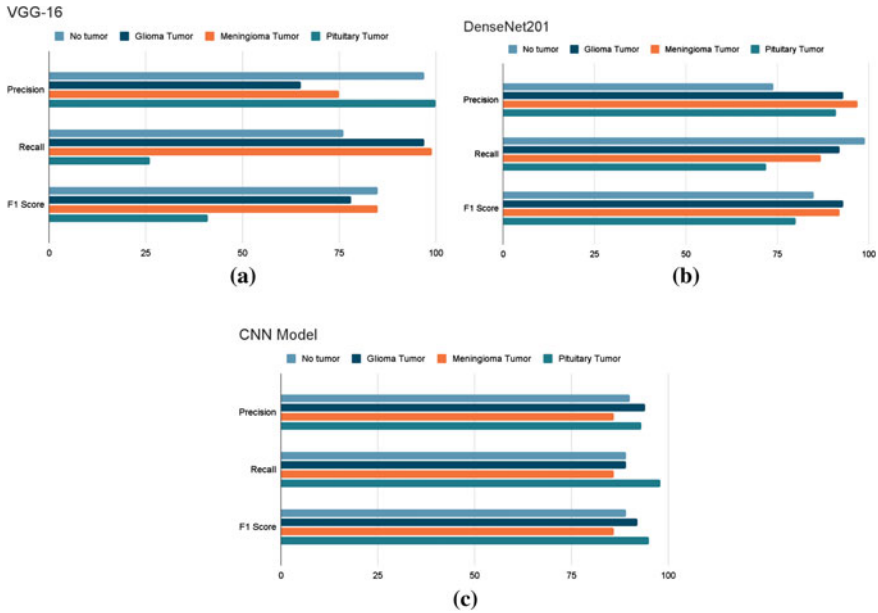 VGG-16
No tumor Glioma Tumor Meningioma Tumor Pituitary Tumor
Precision
Recall
F1 Score
0 25 50 75 100
(a)
DenseNet201
No tumor Glioma Tumor Meningioma Tumor Pituitary Tumor
Precision
Recall
F1 Score
0 25 50 75 100
(b)
CNN Model
No tumor Glioma Tumor Meningioma Tumor Pituitary Tumor
Precision
Recall
F1 Score
0 25 50 75 100
(c)